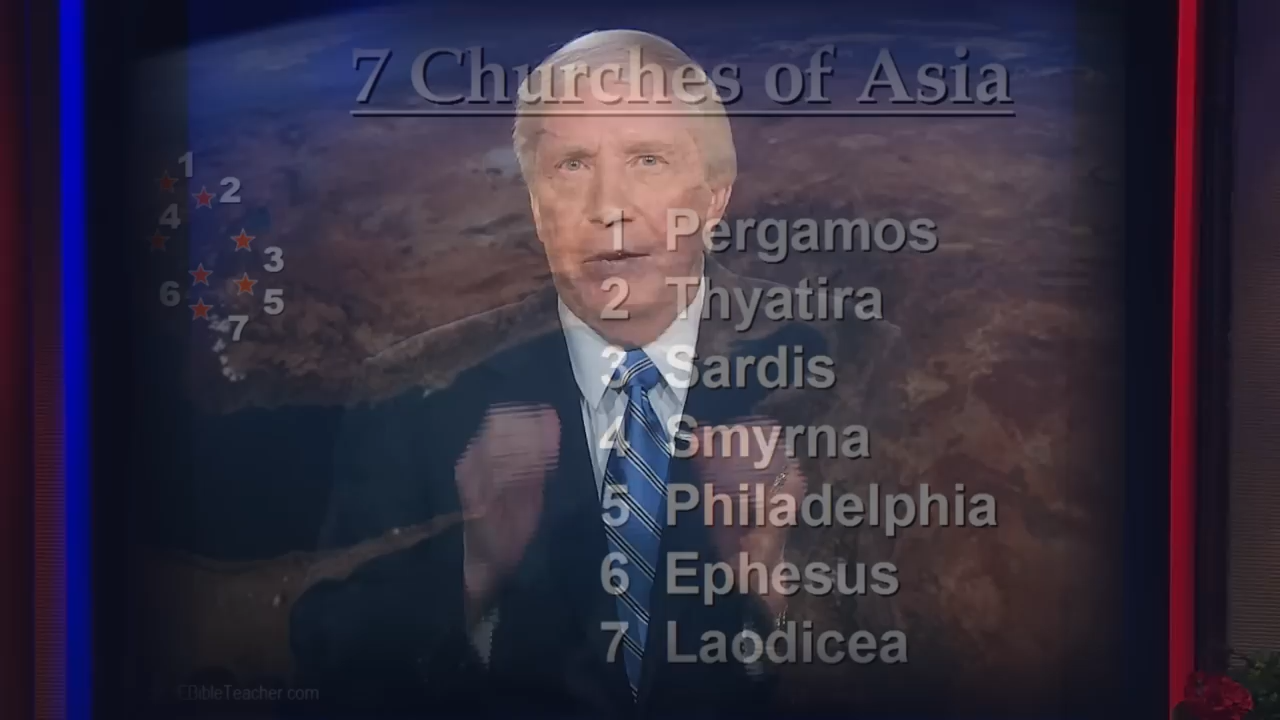 7 Churches of Asia
1
2
4
3
6
5
7
1 Pergamos
2 Thyatira
3 Sardis
4 Smyrna
5 Philadelphia
6 Ephesus
7 Laodicea
EBibleTeacher.com